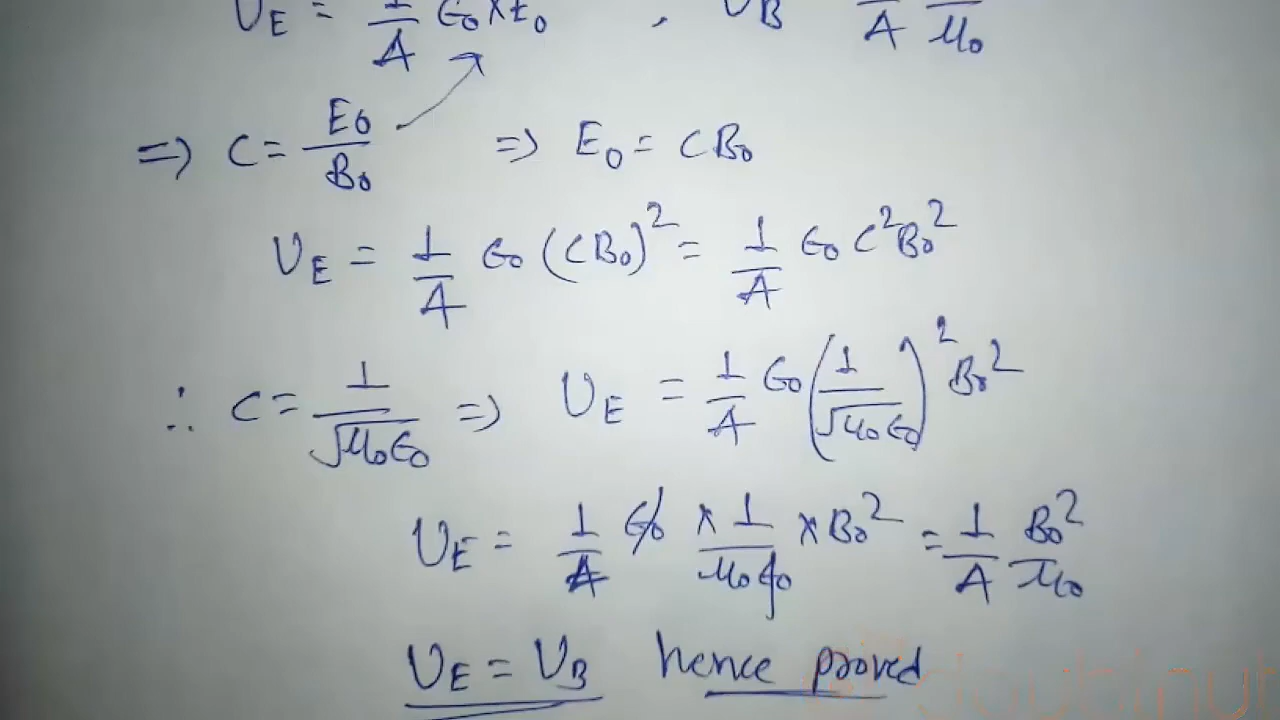 U_E = 1/4 ε₀ × E₀ , U_B 1/4 μ₀
⇒ C = E₀/B₀ ⇒ E₀ = CB₀
U_E = 1/4 ε₀ (CB₀)² = 1/4 ε₀ C² B₀²
∴ C = 1/√μ₀ε₀ ⇒ U_E = 1/4 ε₀ (1/√μ₀ε₀)² B₀²
U_E = 1/4 ε₀ × 1/μ₀ε₀ × B₀² = 1/4 B₀²/μ₀
U_E = U_B hence proved
doubtnut